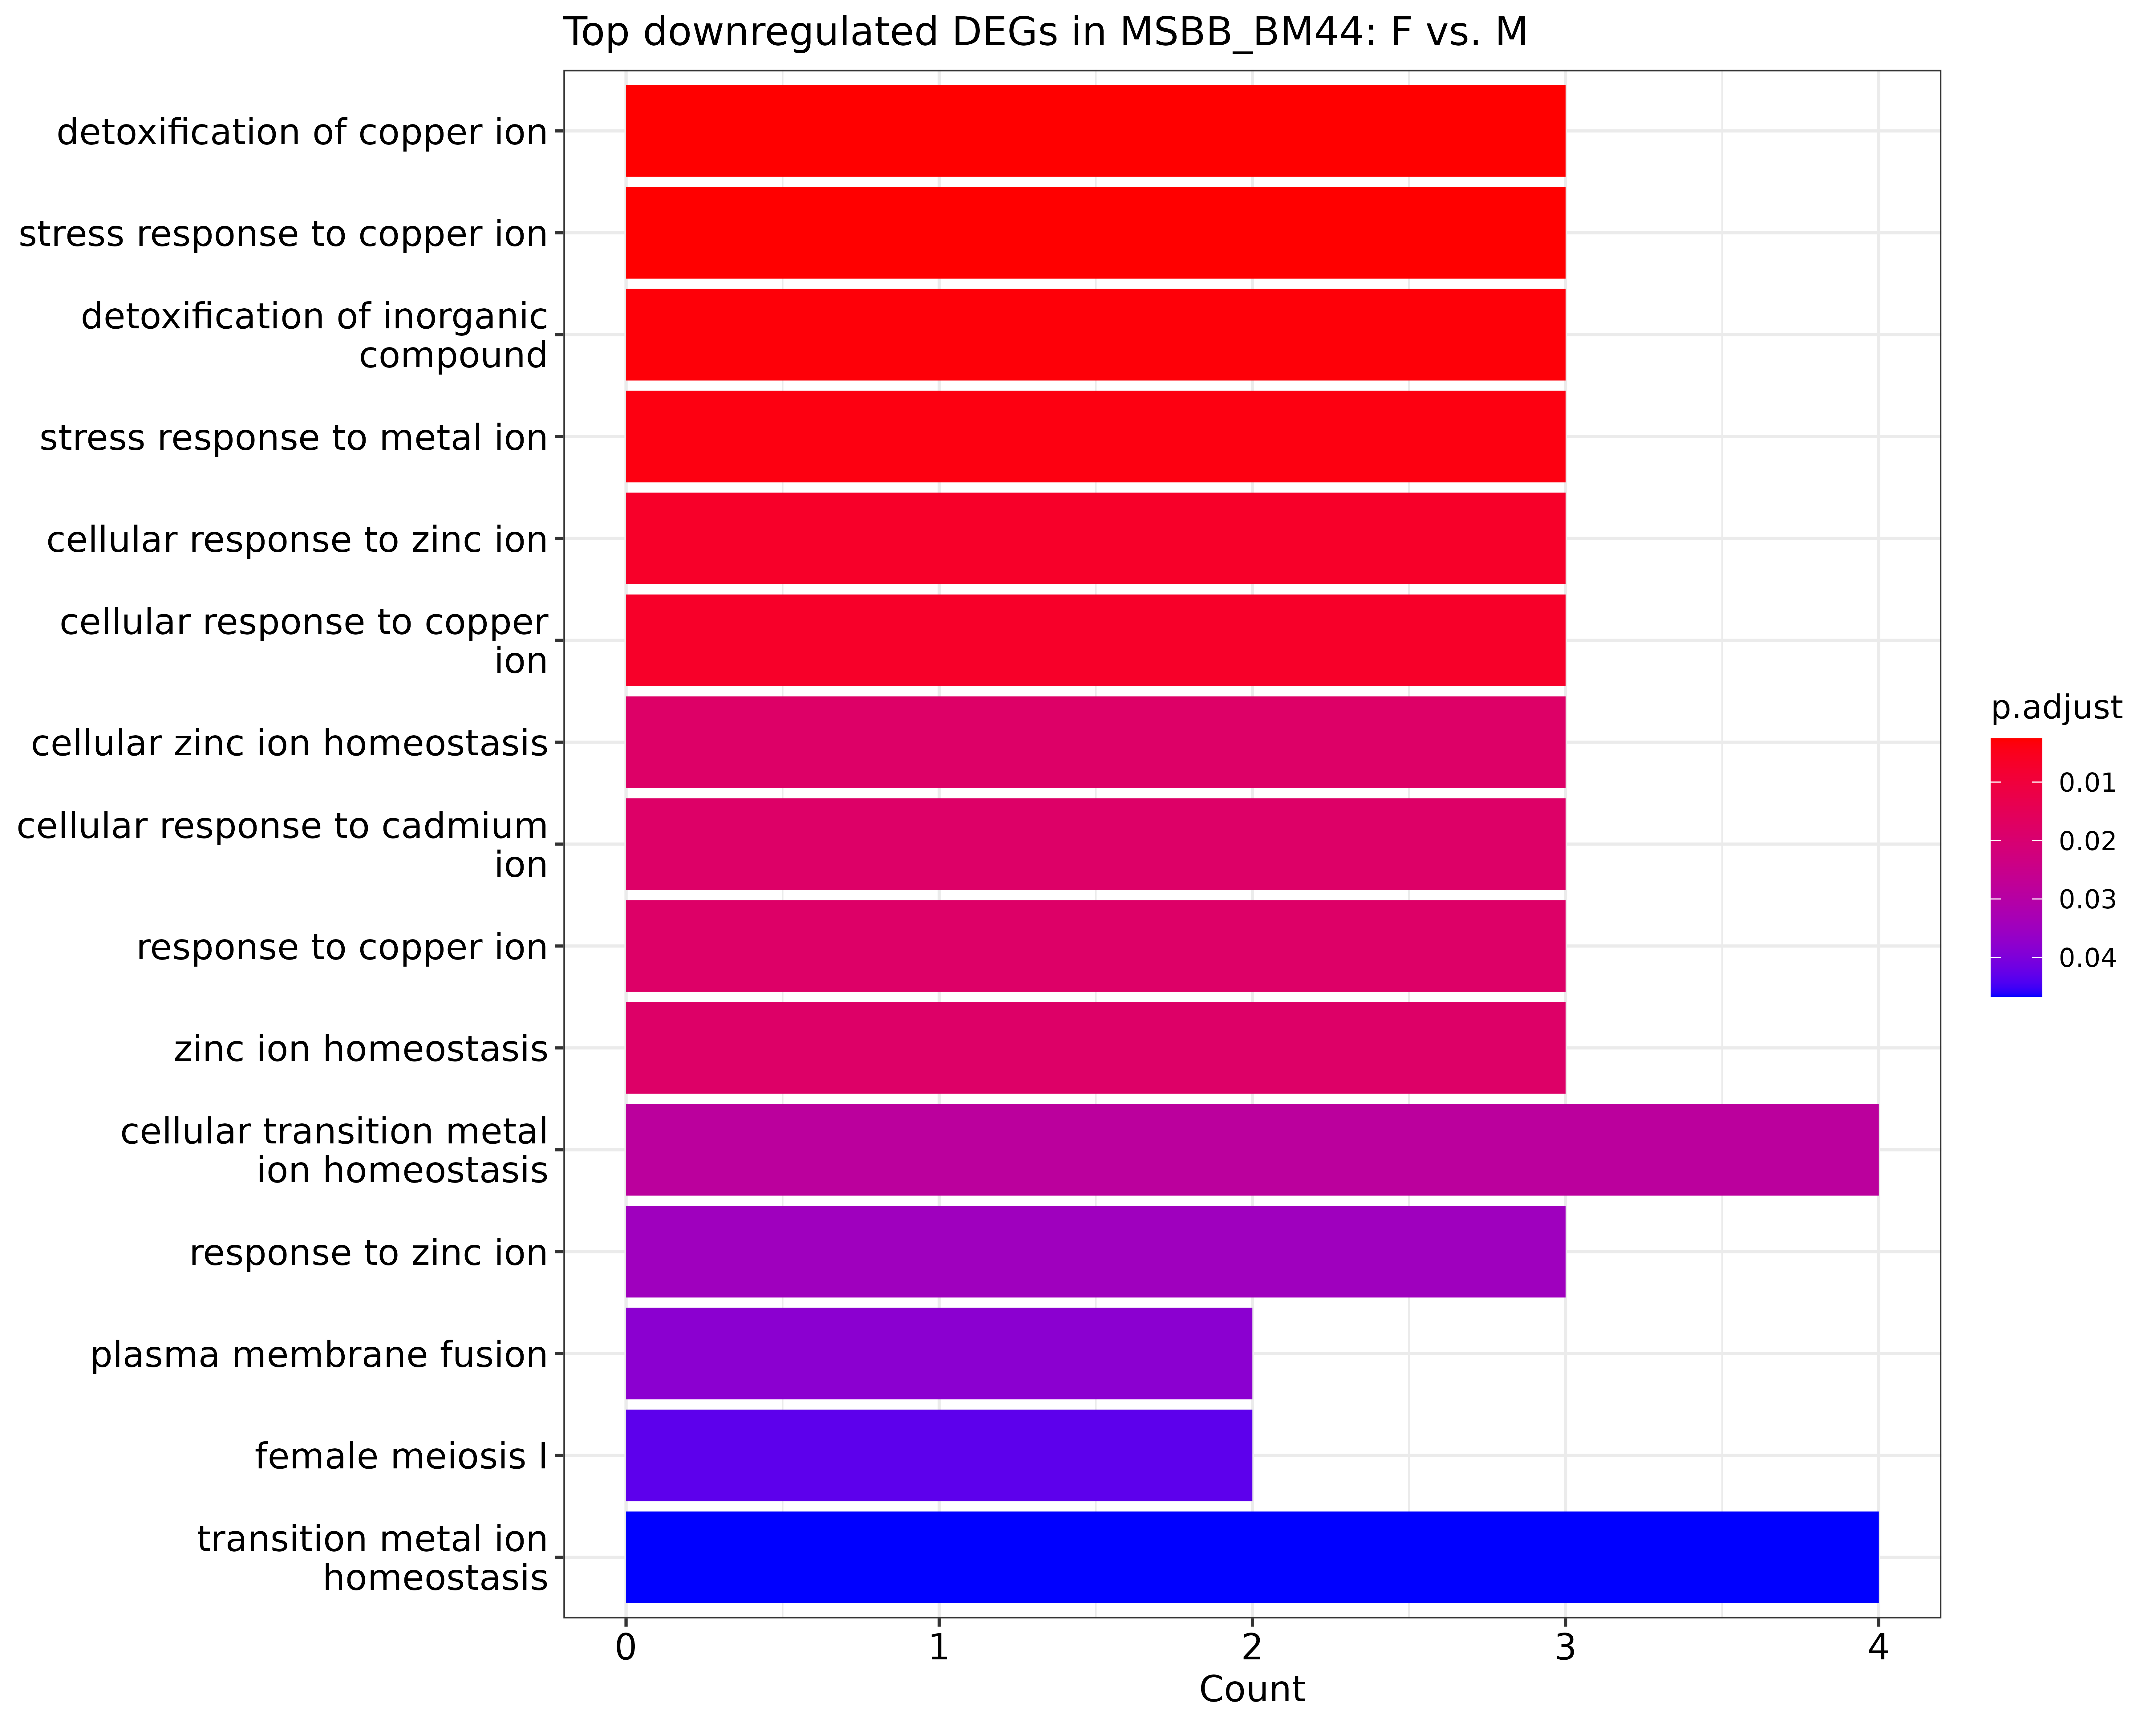 Top downregulated DEGs in MSBB_BM44: F vs. M
detoxification of copper ion
stress response to copper ion
detoxification of inorganic
compound
stress response to metal ion
cellular response to zinc ion
cellular response to copper
ion
cellular zinc ion homeostasis
cellular response to cadmium
ion
response to copper ion
zinc ion homeostasis
cellular transition metal
ion homeostasis
response to zinc ion
plasma membrane fusion
female meiosis I
transition metal ion
homeostasis
0 1 2 3 4
Count
p.adjust
0.01
0.02
0.03
0.04